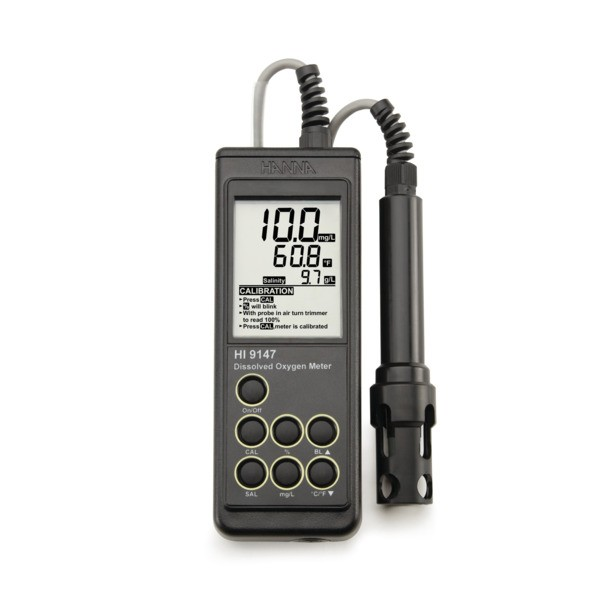 HANNA
10.0 mg/L
60.8 °F
Salinity 9.7 g/L
CALIBRATION
▸Press CAL
▸% will blink
▸With probe in air turn trimmer
to read 100%
▸Press CAL,meter is calibrated
HI 9147
Dissolved Oxygen Meter
On/Off
CAL % BL ▲
SAL mg/L °C/°F ▼